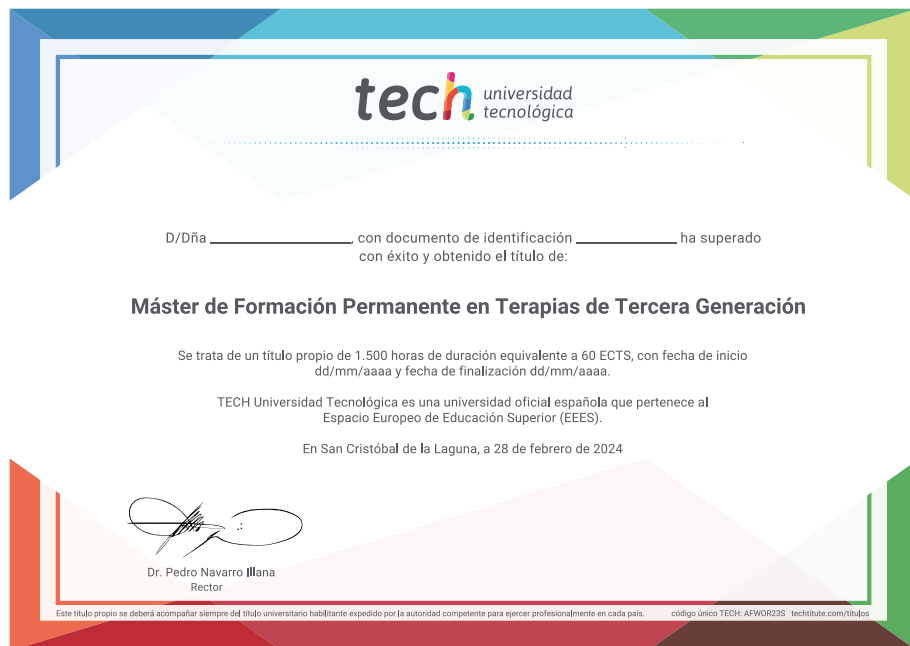 tech universidad
tecnológica
D/Dña ________________, con documento de identificación ____________ ha superado
con éxito y obtenido el título de:
Máster de Formación Permanente en Terapias de Tercera Generación
Se trata de un título propio de 1.500 horas de duración equivalente a 60 ECTS, con fecha de inicio
dd/mm/aaaa y fecha de finalización dd/mm/aaaa.
TECH Universidad Tecnológica es una universidad oficial española que pertenece al
Espacio Europeo de Educación Superior (EEES).
En San Cristóbal de la Laguna, a 28 de febrero de 2024
Dr. Pedro Navarro Illana
Rector
Este título propio se deberá acompañar siempre del título universitario habilitante expedido por la autoridad competente para ejercer profesionalmente en cada país. código único TECH: AFWOR23S techtitute.com/titulos